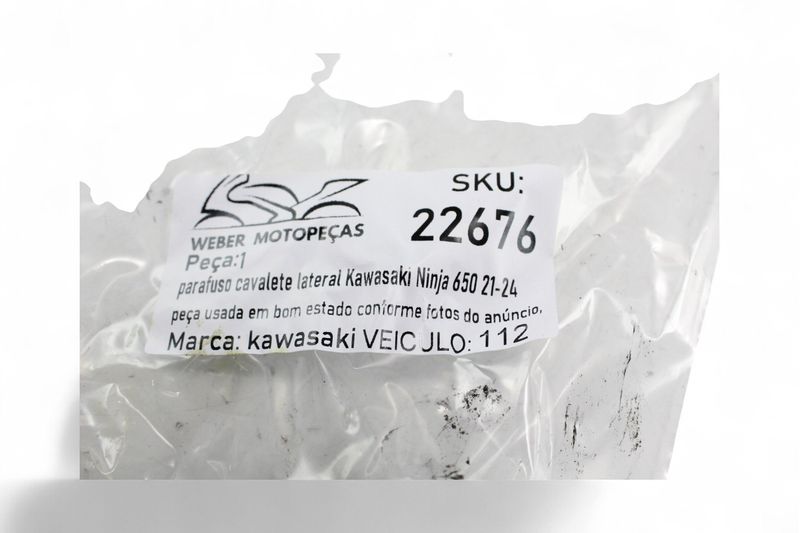 SKU:
22676
WEBER MOTOPEÇAS
Peça:1
parafuso cavalete lateral Kawasaki Ninja 650 21-24
peça usada em bom estado conforme fotos do anúncio.
Marca: kawasaki VEICULO: 112